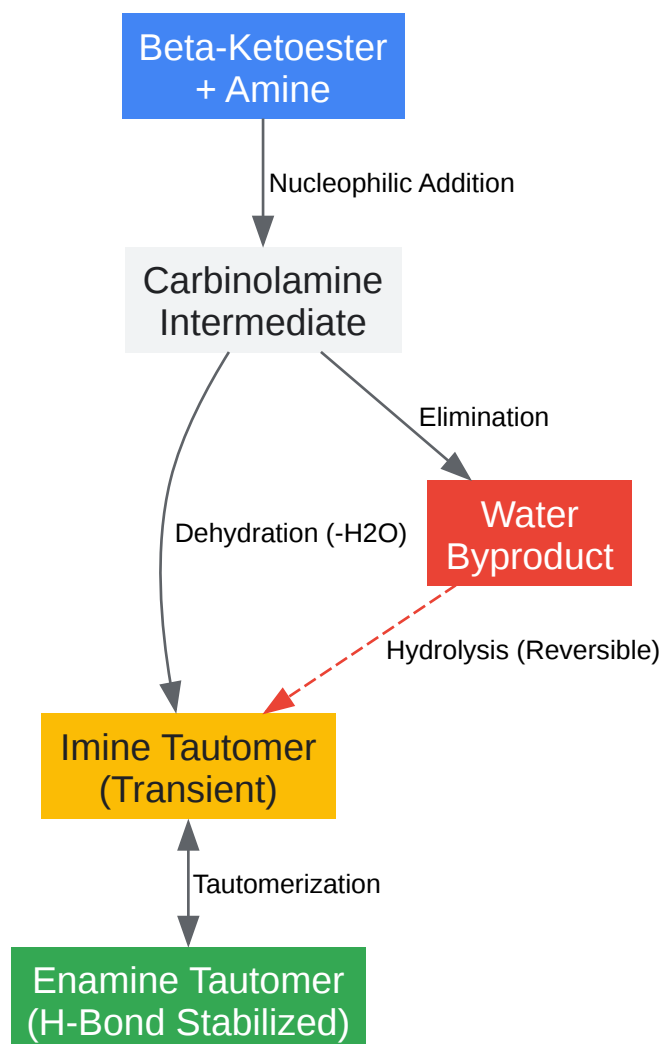 Beta-Ketoester
+ Amine
Nucleophilic Addition
Carbinolamine
Intermediate
Elimination
Water
Byproduct
Dehydration (-H2O)
Hydrolysis (Reversible)
Imine Tautomer
(Transient)
Tautomerization
Enamine Tautomer
(H-Bond Stabilized)